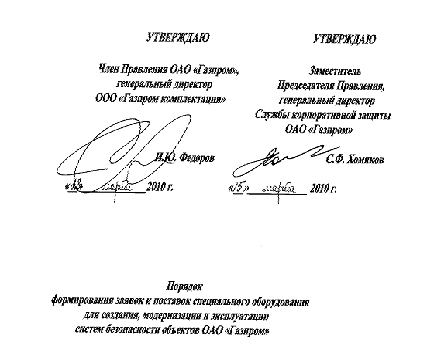 УТВЕРЖДАЮ
Член Правления ОАО «Газпром»,
генеральный директор
ООО «Газпром комплектация»
И.Ю. Федоров
марта 2010 г.
УТВЕРЖДАЮ
Заместитель
Председателя Правления,
генеральный директор
Службы корпоративной защиты
ОАО «Газпром»
С.Ф. Хомяков
«15» марта 2010 г.
Порядок
формирования заявок и поставок специального оборудования
для создания, модернизации и эксплуатации
систем безопасности объектов ОАО «Газпром»